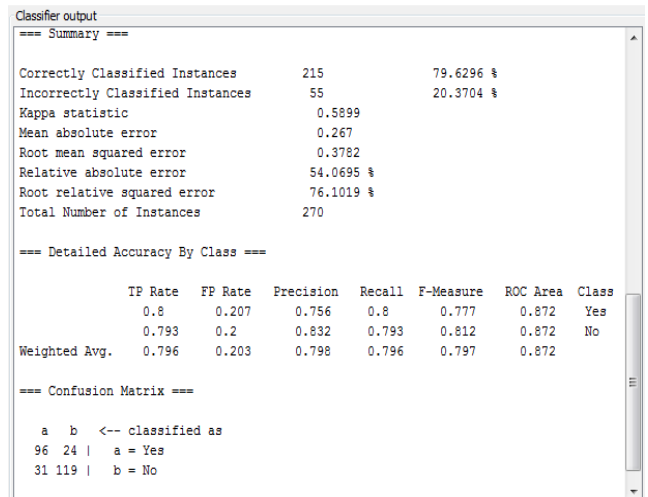 Classifier output
=== Summary ===
Correctly Classified Instances 215 79.6296 %
Incorrectly Classified Instances 55 20.3704 %
Kappa statistic 0.5899
Mean absolute error 0.267
Root mean squared error 0.3782
Relative absolute error 54.0695 %
Root relative squared error 76.1019 %
Total Number of Instances 270
=== Detailed Accuracy By Class ===
TP Rate FP Rate Precision Recall F-Measure ROC Area Class
0.8 0.207 0.756 0.8 0.777 0.872 Yes
0.793 0.2 0.832 0.793 0.812 0.872 No
Weighted Avg. 0.796 0.203 0.798 0.796 0.797 0.872
=== Confusion Matrix ===
a b <-- classified as
96 24 | a = Yes
31 119 | b = No